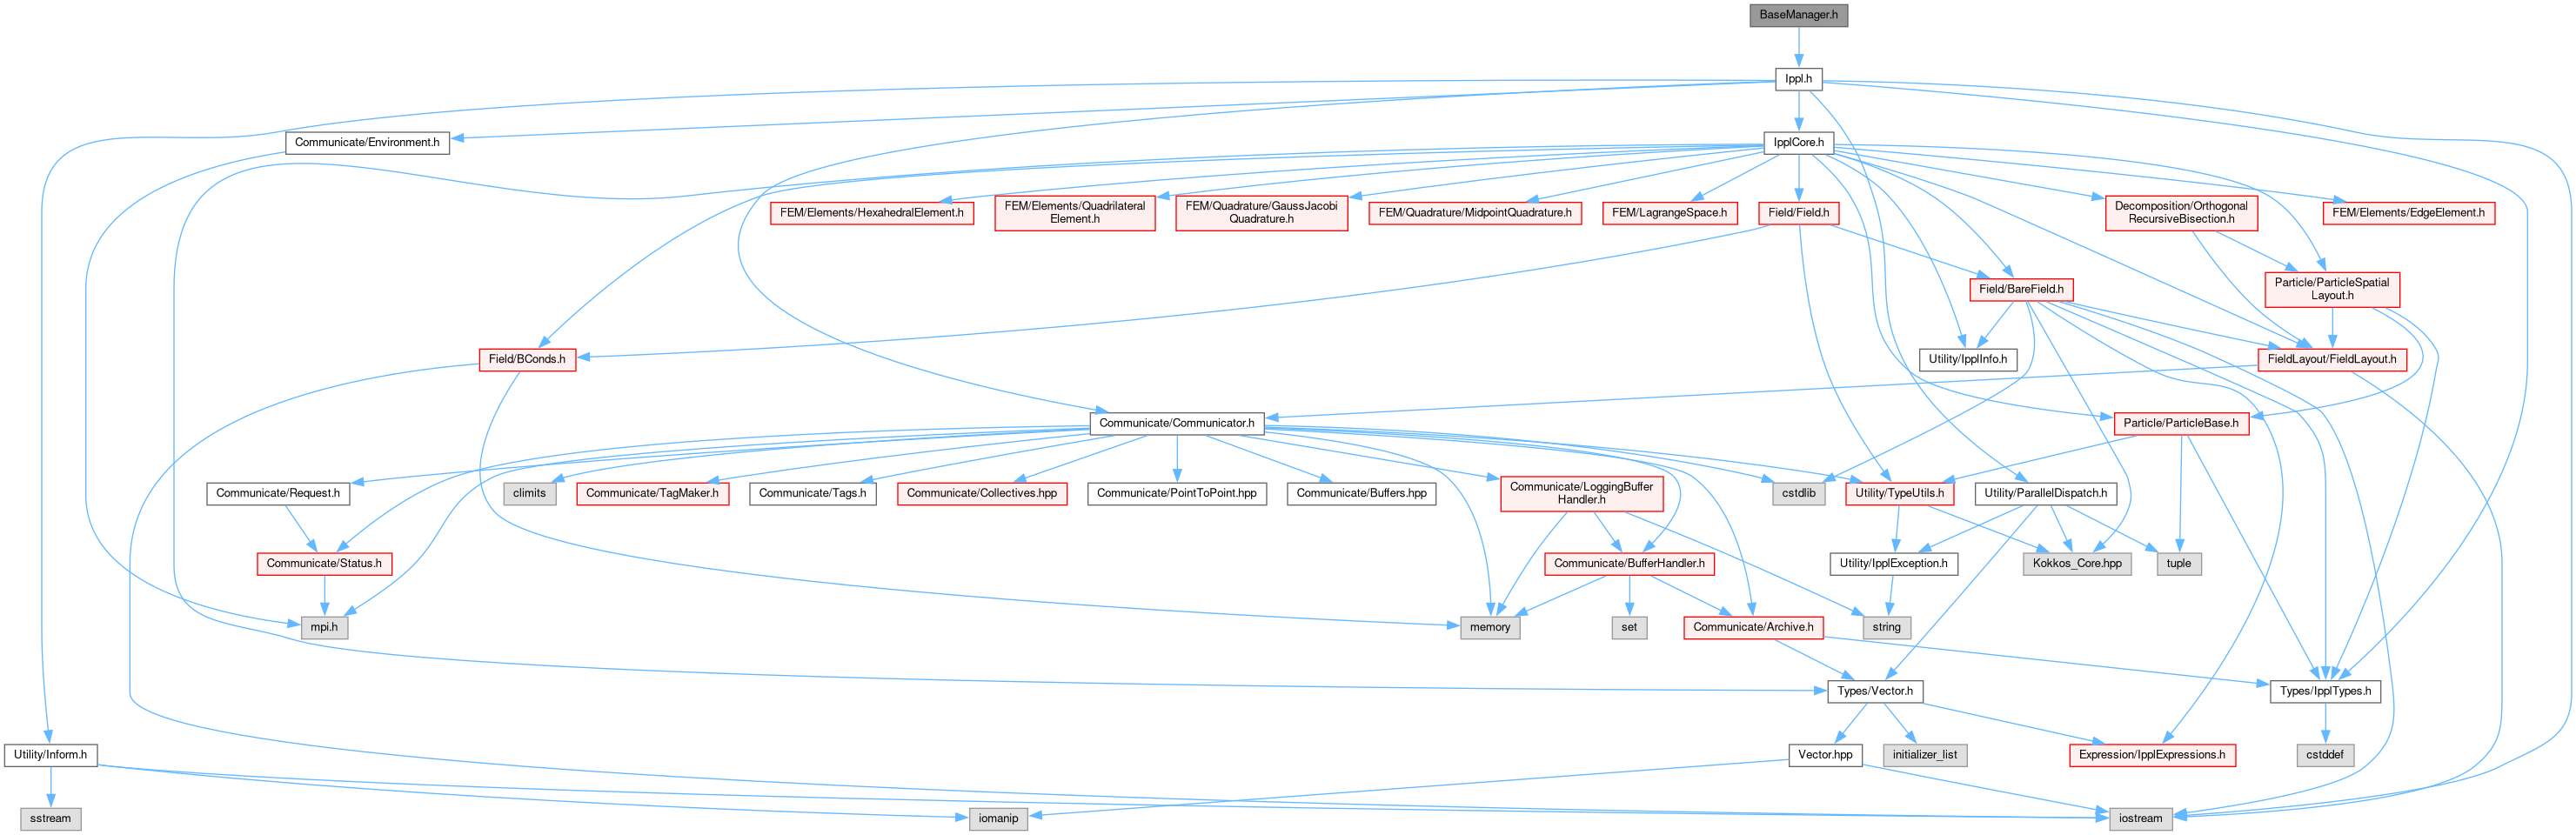 BaseManager.h
Ippl.h
Communicate/Environment.h
IpplCore.h
FEM/Elements/HexahedralElement.h
FEM/Elements/Quadrilateral
Element.h
FEM/Quadrature/GaussJacobi
Quadrature.h
FEM/Quadrature/MidpointQuadrature.h
FEM/LagrangeSpace.h
Field/Field.h
Decomposition/Orthogonal
RecursiveBisection.h
FEM/Elements/EdgeElement.h
Field/BareField.h
Particle/ParticleSpatial
Layout.h
Field/BConds.h
Utility/IpplInfo.h
FieldLayout/FieldLayout.h
Communicate/Communicator.h
Particle/ParticleBase.h
Communicate/Request.h
climits
Communicate/TagMaker.h
Communicate/Tags.h
Communicate/Collectives.hpp
Communicate/PointToPoint.hpp
Communicate/Buffers.hpp
Communicate/LoggingBuffer
Handler.h
cstdlib
Utility/TypeUtils.h
Utility/ParallelDispatch.h
Communicate/Status.h
Communicate/BufferHandler.h
Utility/IpplException.h
Kokkos_Core.hpp
tuple
mpi.h
memory
set
Communicate/Archive.h
string
Types/Vector.h
Types/IpplTypes.h
Utility/Inform.h
Vector.hpp
initializer_list
Expression/IpplExpressions.h
cstddef
sstream
iomanip
iostream